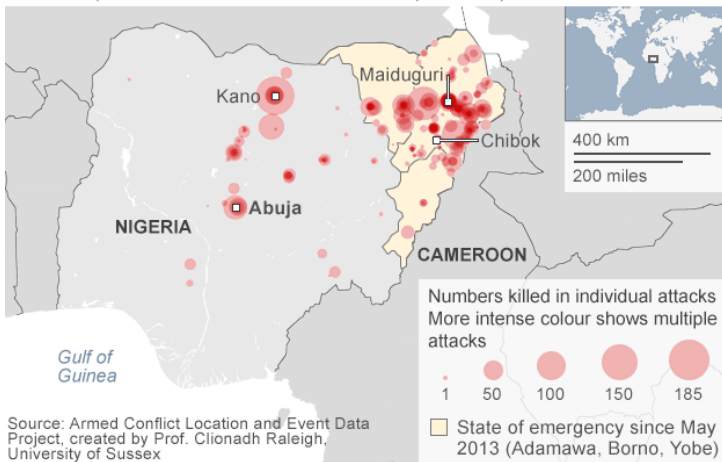 Maiduguri
Kano
Chibok
400 km
200 miles
Abuja
NIGERIA
CAMEROON
Numbers killed in individual attacks
More intense colour shows multiple
attacks
1 50 100 150 185
Gulf of
Guinea
State of emergency since May
2013 (Adamawa, Borno, Yobe)
Source: Armed Conflict Location and Event Data
Project, created by Prof. Clionadh Raleigh,
University of Sussex